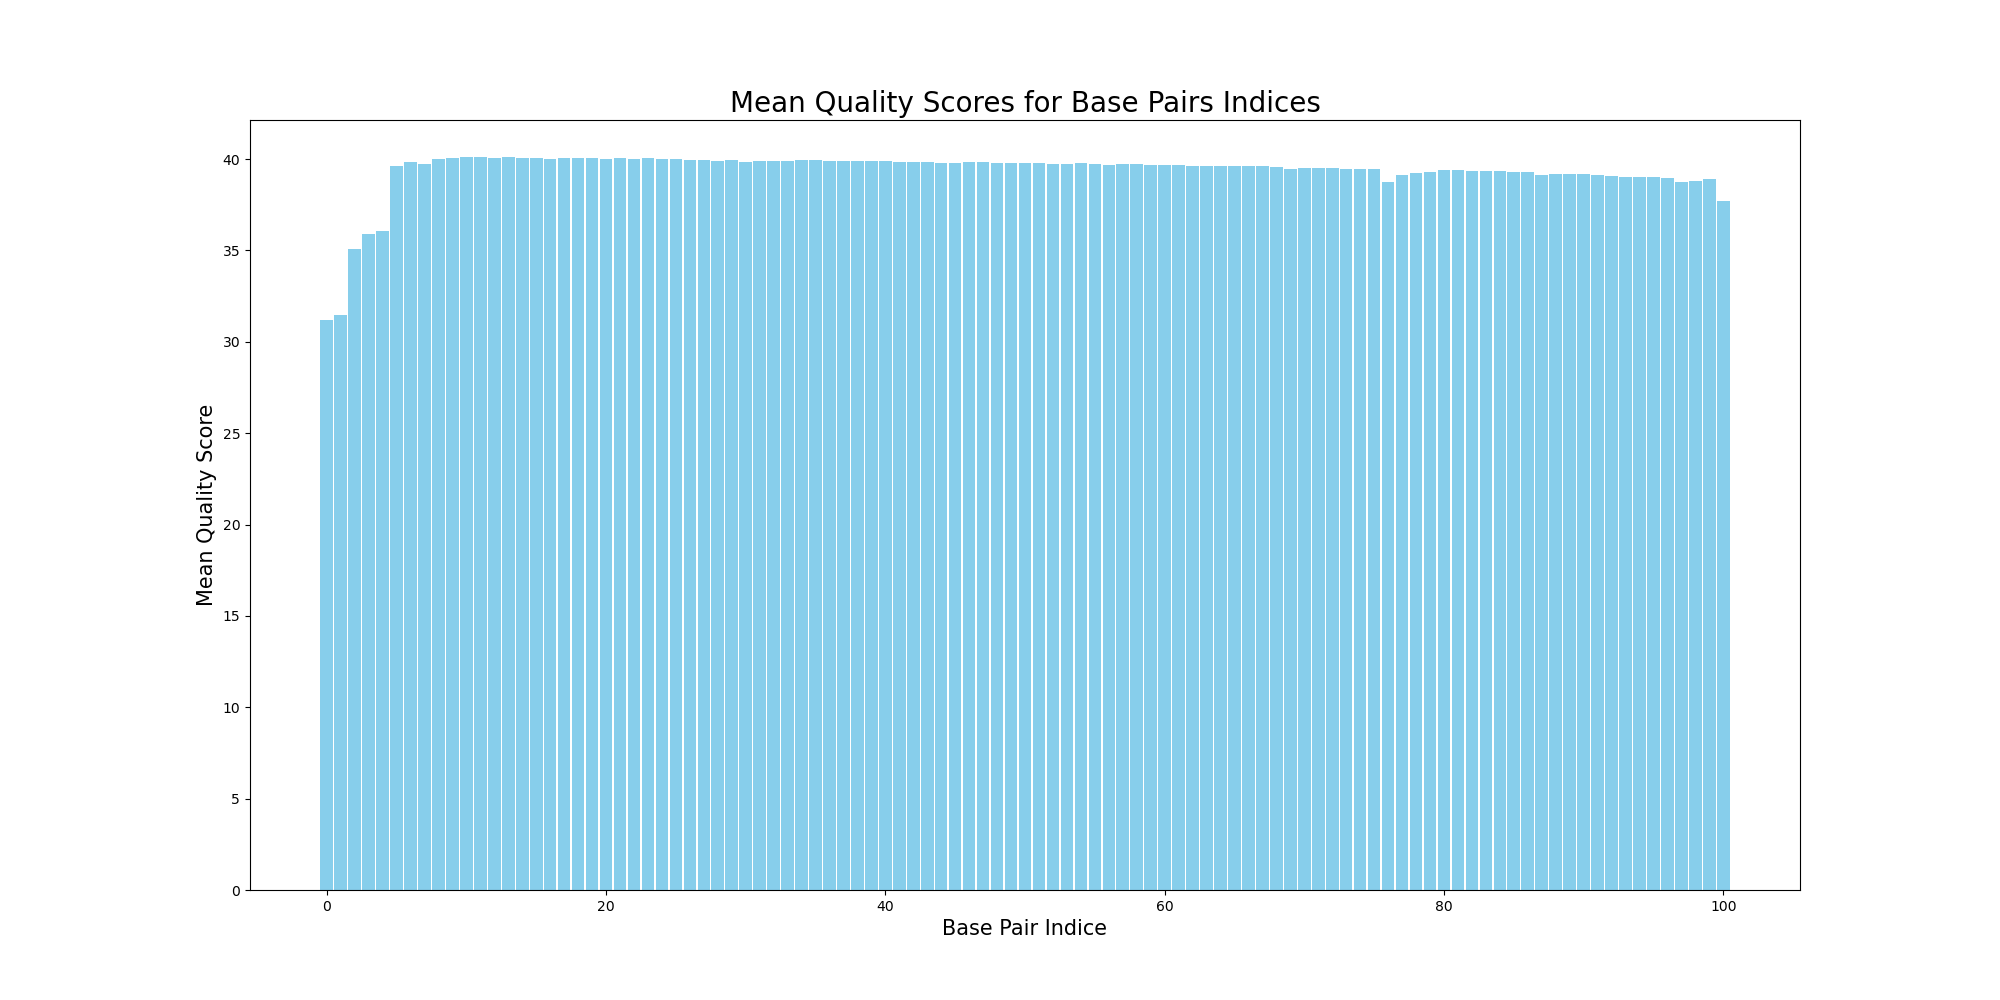 Mean Quality Scores for Base Pairs Indices
Mean Quality Score
40
35
30
25
20
15
10
5
0
0 20 40 60 80 100
Base Pair Indice